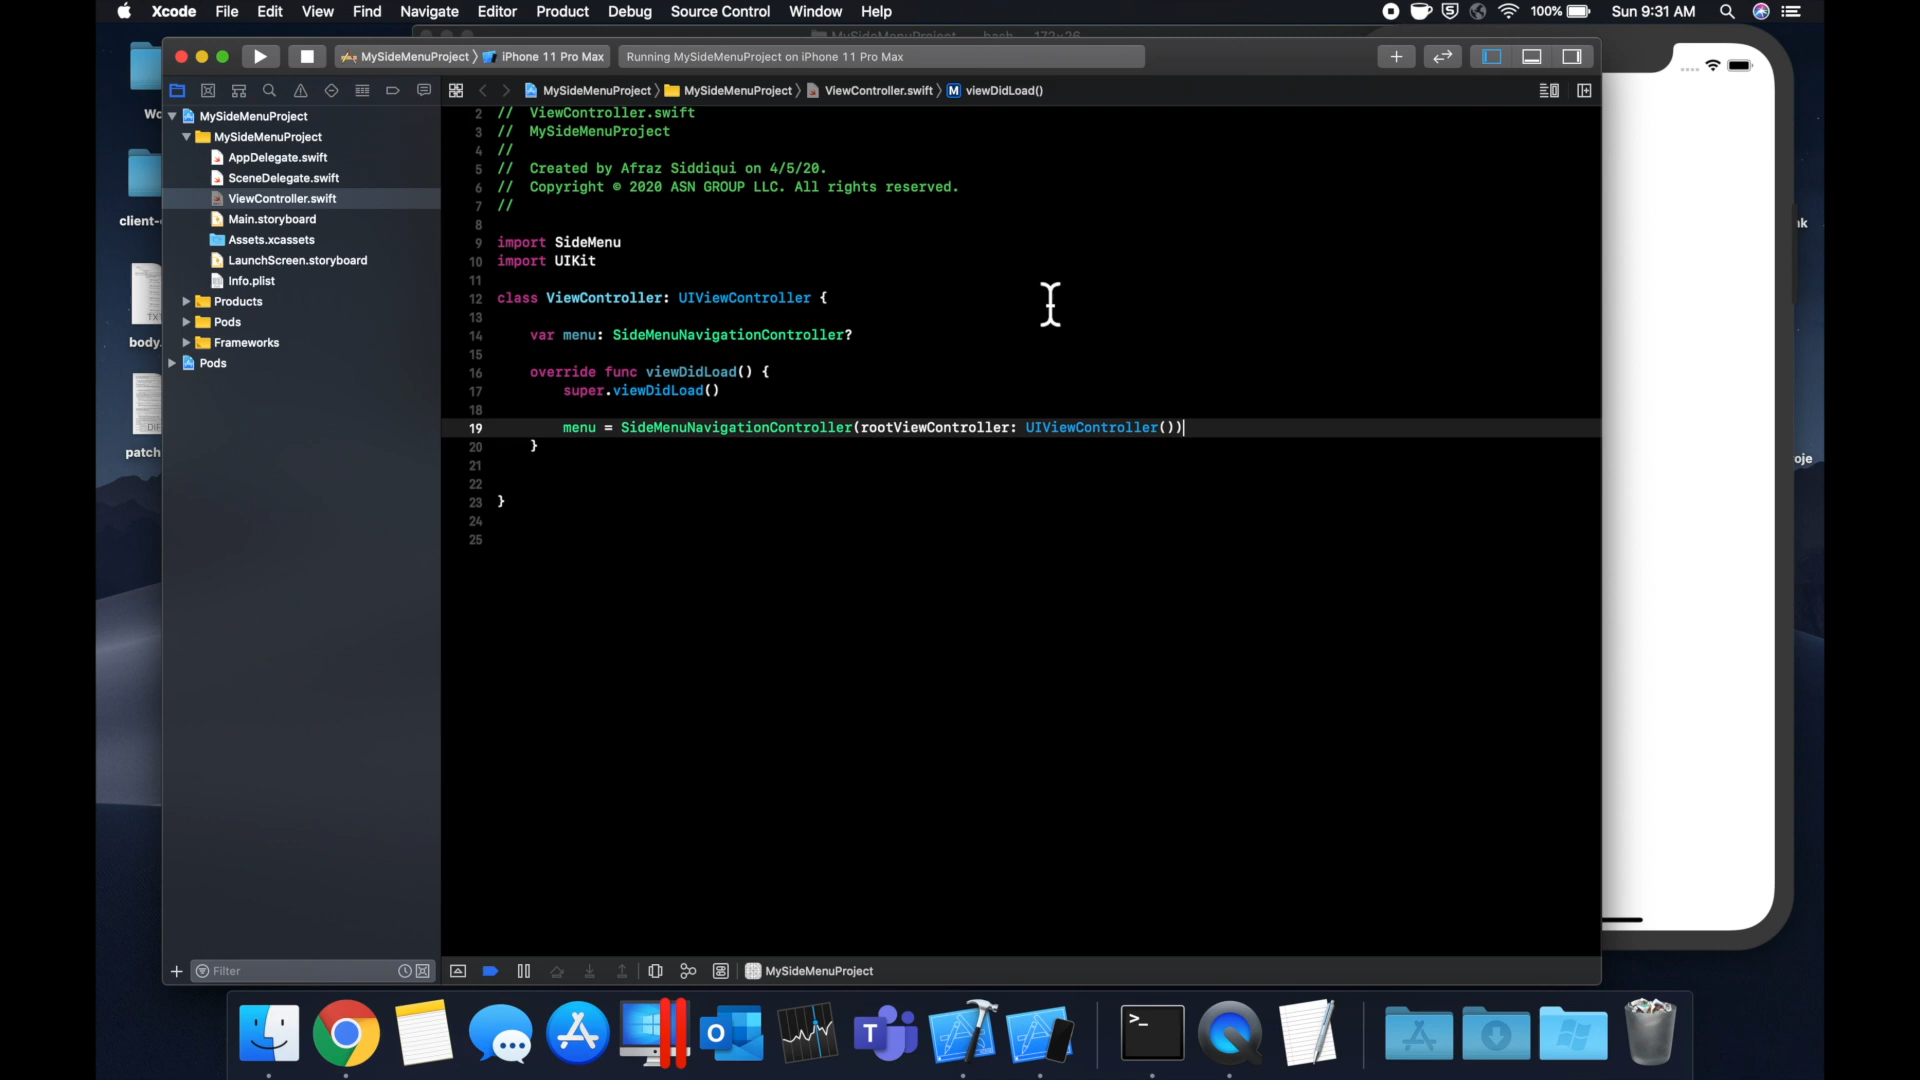 Xcode File Edit View Find Navigate Editor Product Debug Source Control Window Help 100% Sun 9:31 AM
MySideMenuProject iPhone 11 Pro Max Running MySideMenuProject on iPhone 11 Pro Max
MySideMenuProject MySideMenuProject ViewController.swift M viewDidLoad()
MySideMenuProject
MySideMenuProject
AppDelegate.swift
SceneDelegate.swift
ViewController.swift
Main.storyboard
Assets.xcassets
LaunchScreen.storyboard
Info.plist
Products
Pods
Frameworks
Pods
Wo
client-
body.
patch
2 // ViewController.swift
3 // MySideMenuProject
4 //
5 // Created by Afraz Siddiqui on 4/5/20.
6 // Copyright © 2020 ASN GROUP LLC. All rights reserved.
7 //
8
9 import SideMenu
10 import UIKit
11
12 class ViewController: UIViewController {
13
14 var menu: SideMenuNavigationController?
15
16 override func viewDidLoad() {
17 super.viewDidLoad()
18
19 menu = SideMenuNavigationController(rootViewController: UIViewController())
20 }
21
22
23 }
24
25
nk
oje
Filter
MySideMenuProject